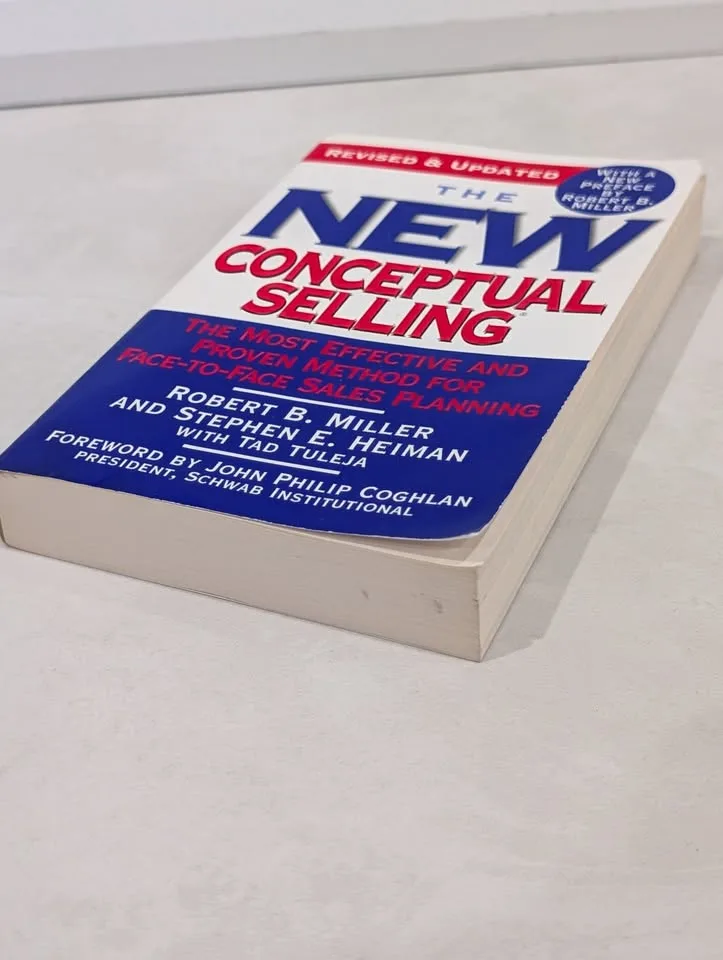 REVISED & UPDATED
WITH A
NEW
PREFACE
BY
ROBERT B.
MILLER
THE
NEW
CONCEPTUAL
SELLING®
THE MOST EFFECTIVE AND
PROVEN METHOD FOR
FACE-TO-FACE SALES PLANNING
ROBERT B. MILLER
AND STEPHEN E. HEIMAN
WITH TAD TULEJA
FOREWORD BY JOHN PHILIP COGHLAN
PRESIDENT, SCHWAB INSTITUTIONAL